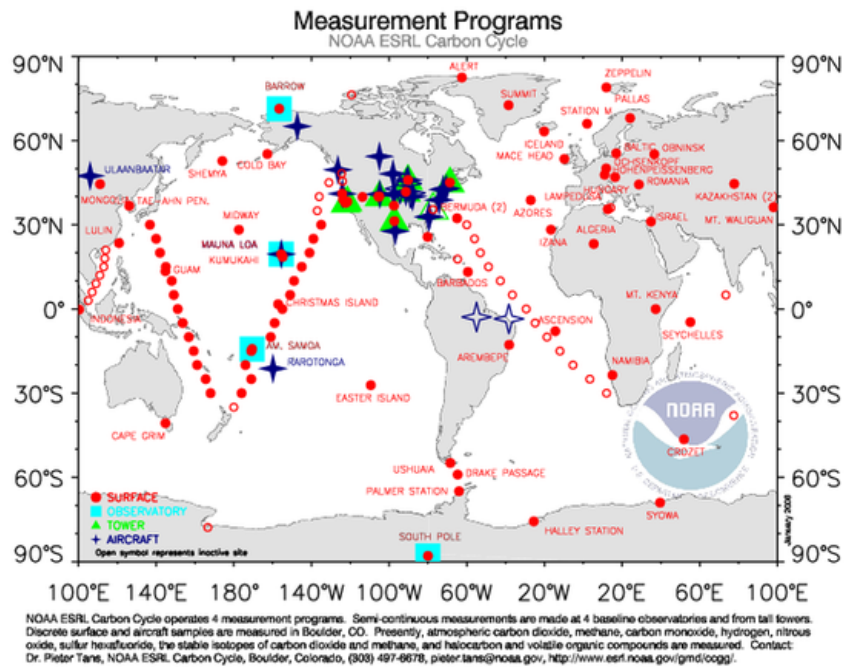 Measurement Programs
NOAA ESRL Carbon Cycle
90°N
90°N
ALERT
ZEPPELIN
BARROW
SUMMIT
PALLAS
STATION M
60°N
60°N
ICELAND
BALTIC
OBNINSK
MACE HEAD
OCHSENKOPF
ULAANBAATAR
COLD BAY
HOHENPEISSENBERG
SHEMYA
HUNGARY
ROMANIA
MONGOLIA
TAE-AHN PEN.
LAMPEDUSA
KAZAKHSTAN (2)
BERMUDA (2)
AZORES
MIDWAY
ISRAEL
MT. WALIGUAN
30°N
30°N
LULIN
ALGERIA
MAUNA LOA
IZANA
KUMUKAHI
GUAM
BARBADOS
CHRISTMAS ISLAND
MT. KENYA
0°
0°
INDONESIA
ASCENSION
SEYCHELLES
AM. SAMOA
RAROTONGA
AREMBEPE
NAMIBIA
30°S
30°S
EASTER ISLAND
NOAA
CAPE GRIM
CROZET
60°S
60°S
USHUAIA
DRAKE PASSAGE
PALMER STATION
SURFACE
SYOWA
OBSERVATORY
HALLEY STATION
TOWER
SOUTH POLE
AIRCRAFT
Open symbol represents inactive site
January 2008
90°S
90°S
100°E 140°E 180° 140°W 100°W 60°W 20°W 20°E 60°E 100°E
NOAA ESRL Carbon Cycle operates 4 measurement programs. Semi-continuous measurements are made at 4 baseline observatories and from tall towers.
Discrete surface and aircraft samples are measured in Boulder, CO. Presently, atmospheric carbon dioxide, methane, carbon monoxide, hydrogen, nitrous
oxide, sulfur hexafluoride, the stable isotopes of carbon dioxide and methane, and halocarbon and volatile organic compounds are measured. Contact:
Dr. Pieter Tans, NOAA ESRL Carbon Cycle, Boulder, Colorado, (303) 497-6678, pieter.tans@noaa.gov, http://www.esrl.noaa.gov/gmd/ccgg/.